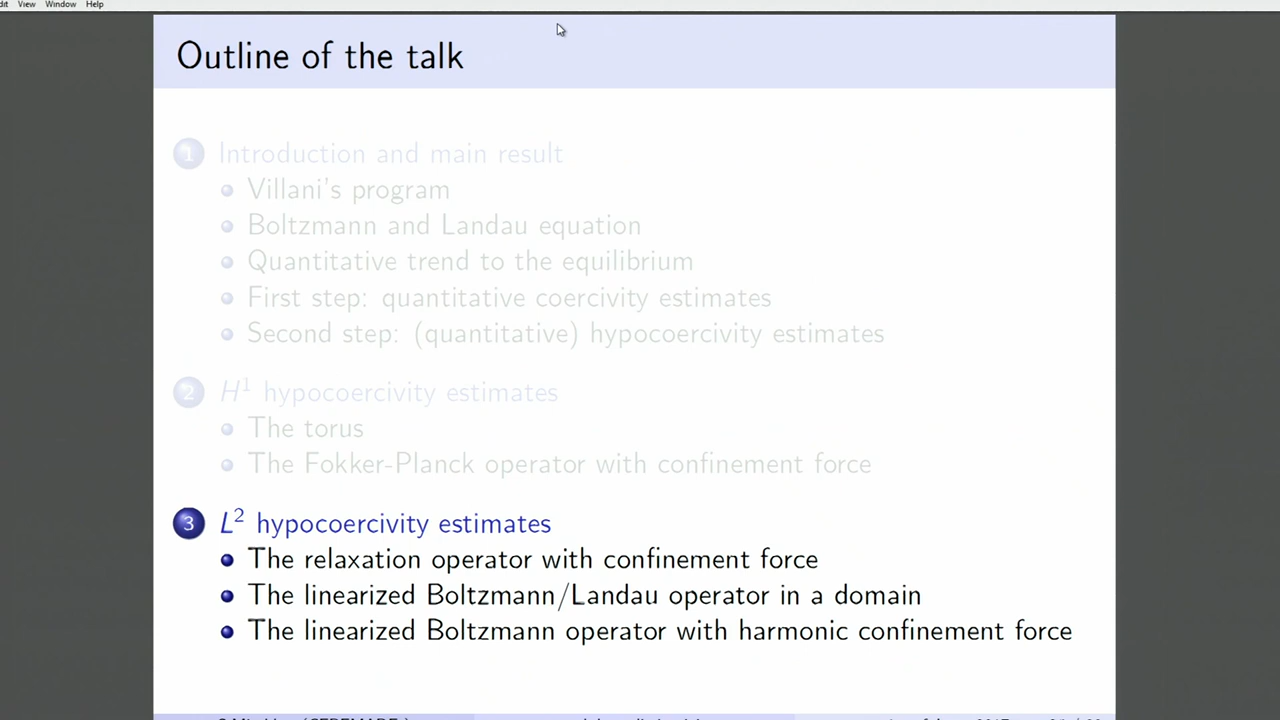 View Window Help
Outline of the talk
1 Introduction and main result
Villani's program
Boltzmann and Landau equation
Quantitative trend to the equilibrium
First step: quantitative coercivity estimates
Second step: (quantitative) hypocoercivity estimates
2 H¹ hypocoercivity estimates
The torus
The Fokker-Planck operator with confinement force
3 L² hypocoercivity estimates
The relaxation operator with confinement force
The linearized Boltzmann/Landau operator in a domain
The linearized Boltzmann operator with harmonic confinement force